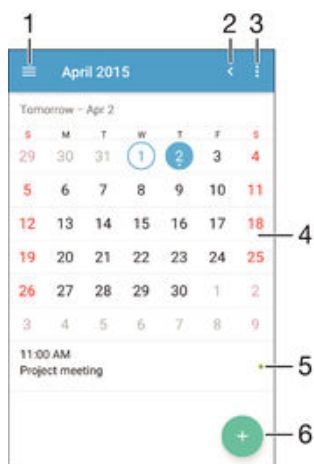 1 2 3
April 2015
Tomorrow – Apr 2
S M T W T F S
29 30 31 1 2 3 4
5 6 7 8 9 10 11
12 13 14 15 16 17 18
4
19 20 21 22 23 24 25
26 27 28 29 30 1 2
3 4 5 6 7 8 9
11:00 AM
Project meeting
5
+ 6